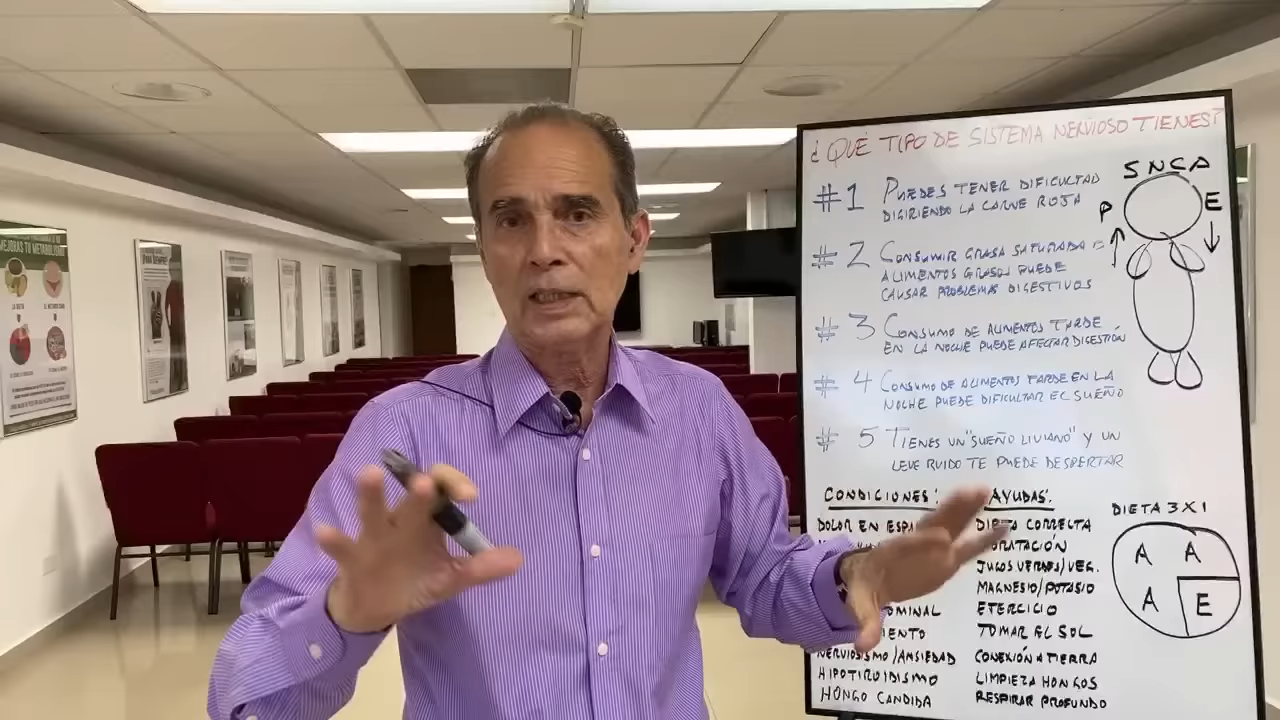 ¿QUÉ TIPO DE SISTEMA NERVIOSO TIENES?
#1 PUEDES TENER DIFICULTAD
DIGIRIENDO LA CARNE ROJA
#2 CONSUMIR GRASA SATURADA O
ALIMENTOS GRASOS PUEDE
CAUSAR PROBLEMAS DIGESTIVOS
#3 CONSUMO DE ALIMENTOS TARDE
EN LA NOCHE PUEDE AFECTAR DIGESTIÓN
#4 CONSUMO DE ALIMENTOS TARDE EN LA
NOCHE PUEDE DIFICULTAR EL SUEÑO
#5 TIENES UN "SUEÑO LIVIANO" Y UN
LEVE RUIDO TE PUEDE DESPERTAR
SNCA
P E
CONDICIONES:
DOLOR EN ESP
NERVIOSISMO/ANSIEDAD
HIPOTIROIDISMO
HONGO CANDIDA
AYUDAS:
DIETA CORRECTA
JUGOS VERDES/VEG.
MAGNESIO/POTASIO
EJERCICIO
TOMAR EL SOL
CONEXIÓN A TIERRA
LIMPIEZA HONGOS
RESPIRAR PROFUNDO
DIETA 3X1
A A
A E
MEJORAS TU METABOLISMO